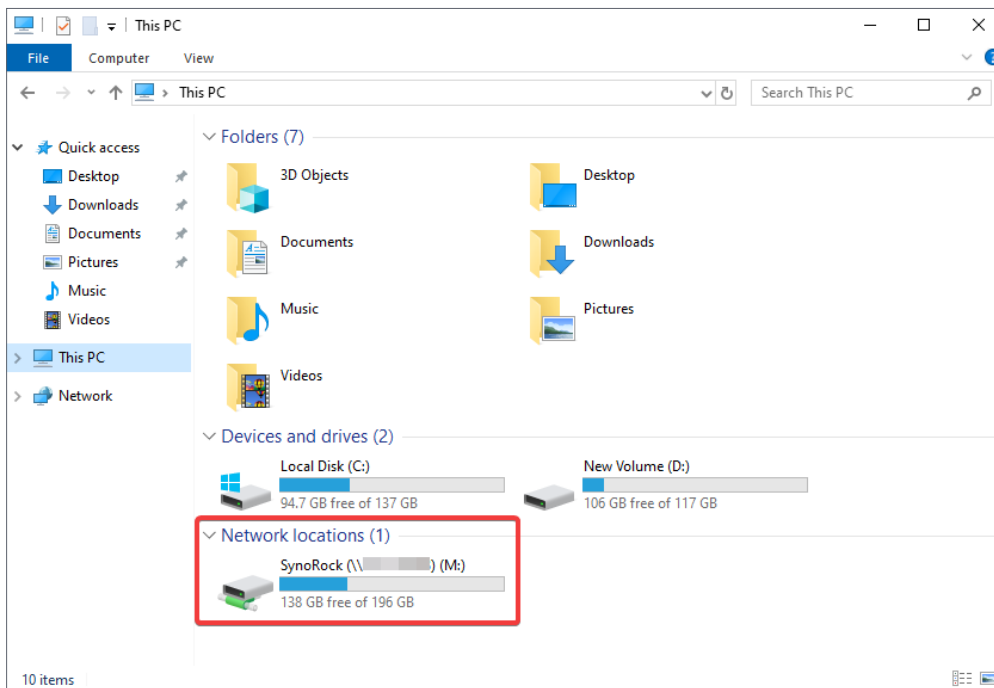 This PC
File Computer View
This PC Search This PC
Folders (7)
Quick access
Desktop
Downloads
Documents
Pictures
Music
Videos
This PC
Network
3D Objects Desktop
Documents Downloads
Music Pictures
Videos
Devices and drives (2)
Local Disk (C:) New Volume (D:)
94.7 GB free of 137 GB 106 GB free of 117 GB
Network locations (1)
SynoRock (\\ ) (M:)
138 GB free of 196 GB
10 items